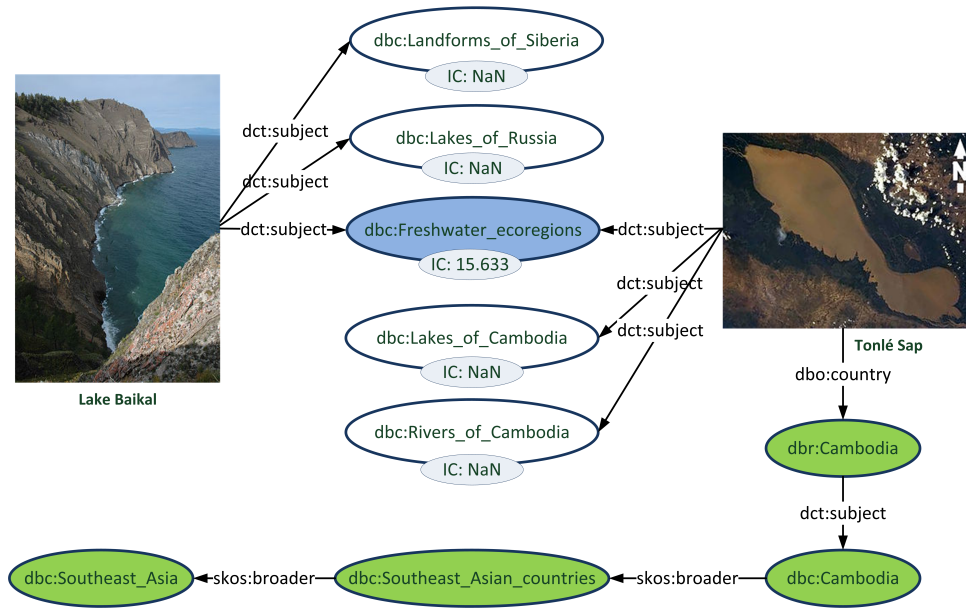 dbc:Landforms_of_Siberia
IC: NaN
dct:subject
dbc:Lakes_of_Russia
IC: NaN
dct:subject
N
dct:subject
dbc:Freshwater_ecoregions
dct:subject
IC: 15.633
dct:subject
dbc:Lakes_of_Cambodia
dct:subject
IC: NaN
Tonlé Sap
Lake Baikal
dbo:country
dbc:Rivers_of_Cambodia
IC: NaN
dbr:Cambodia
dct:subject
dbc:Southeast_Asia
skos:broader
dbc:Southeast_Asian_countries
skos:broader
dbc:Cambodia